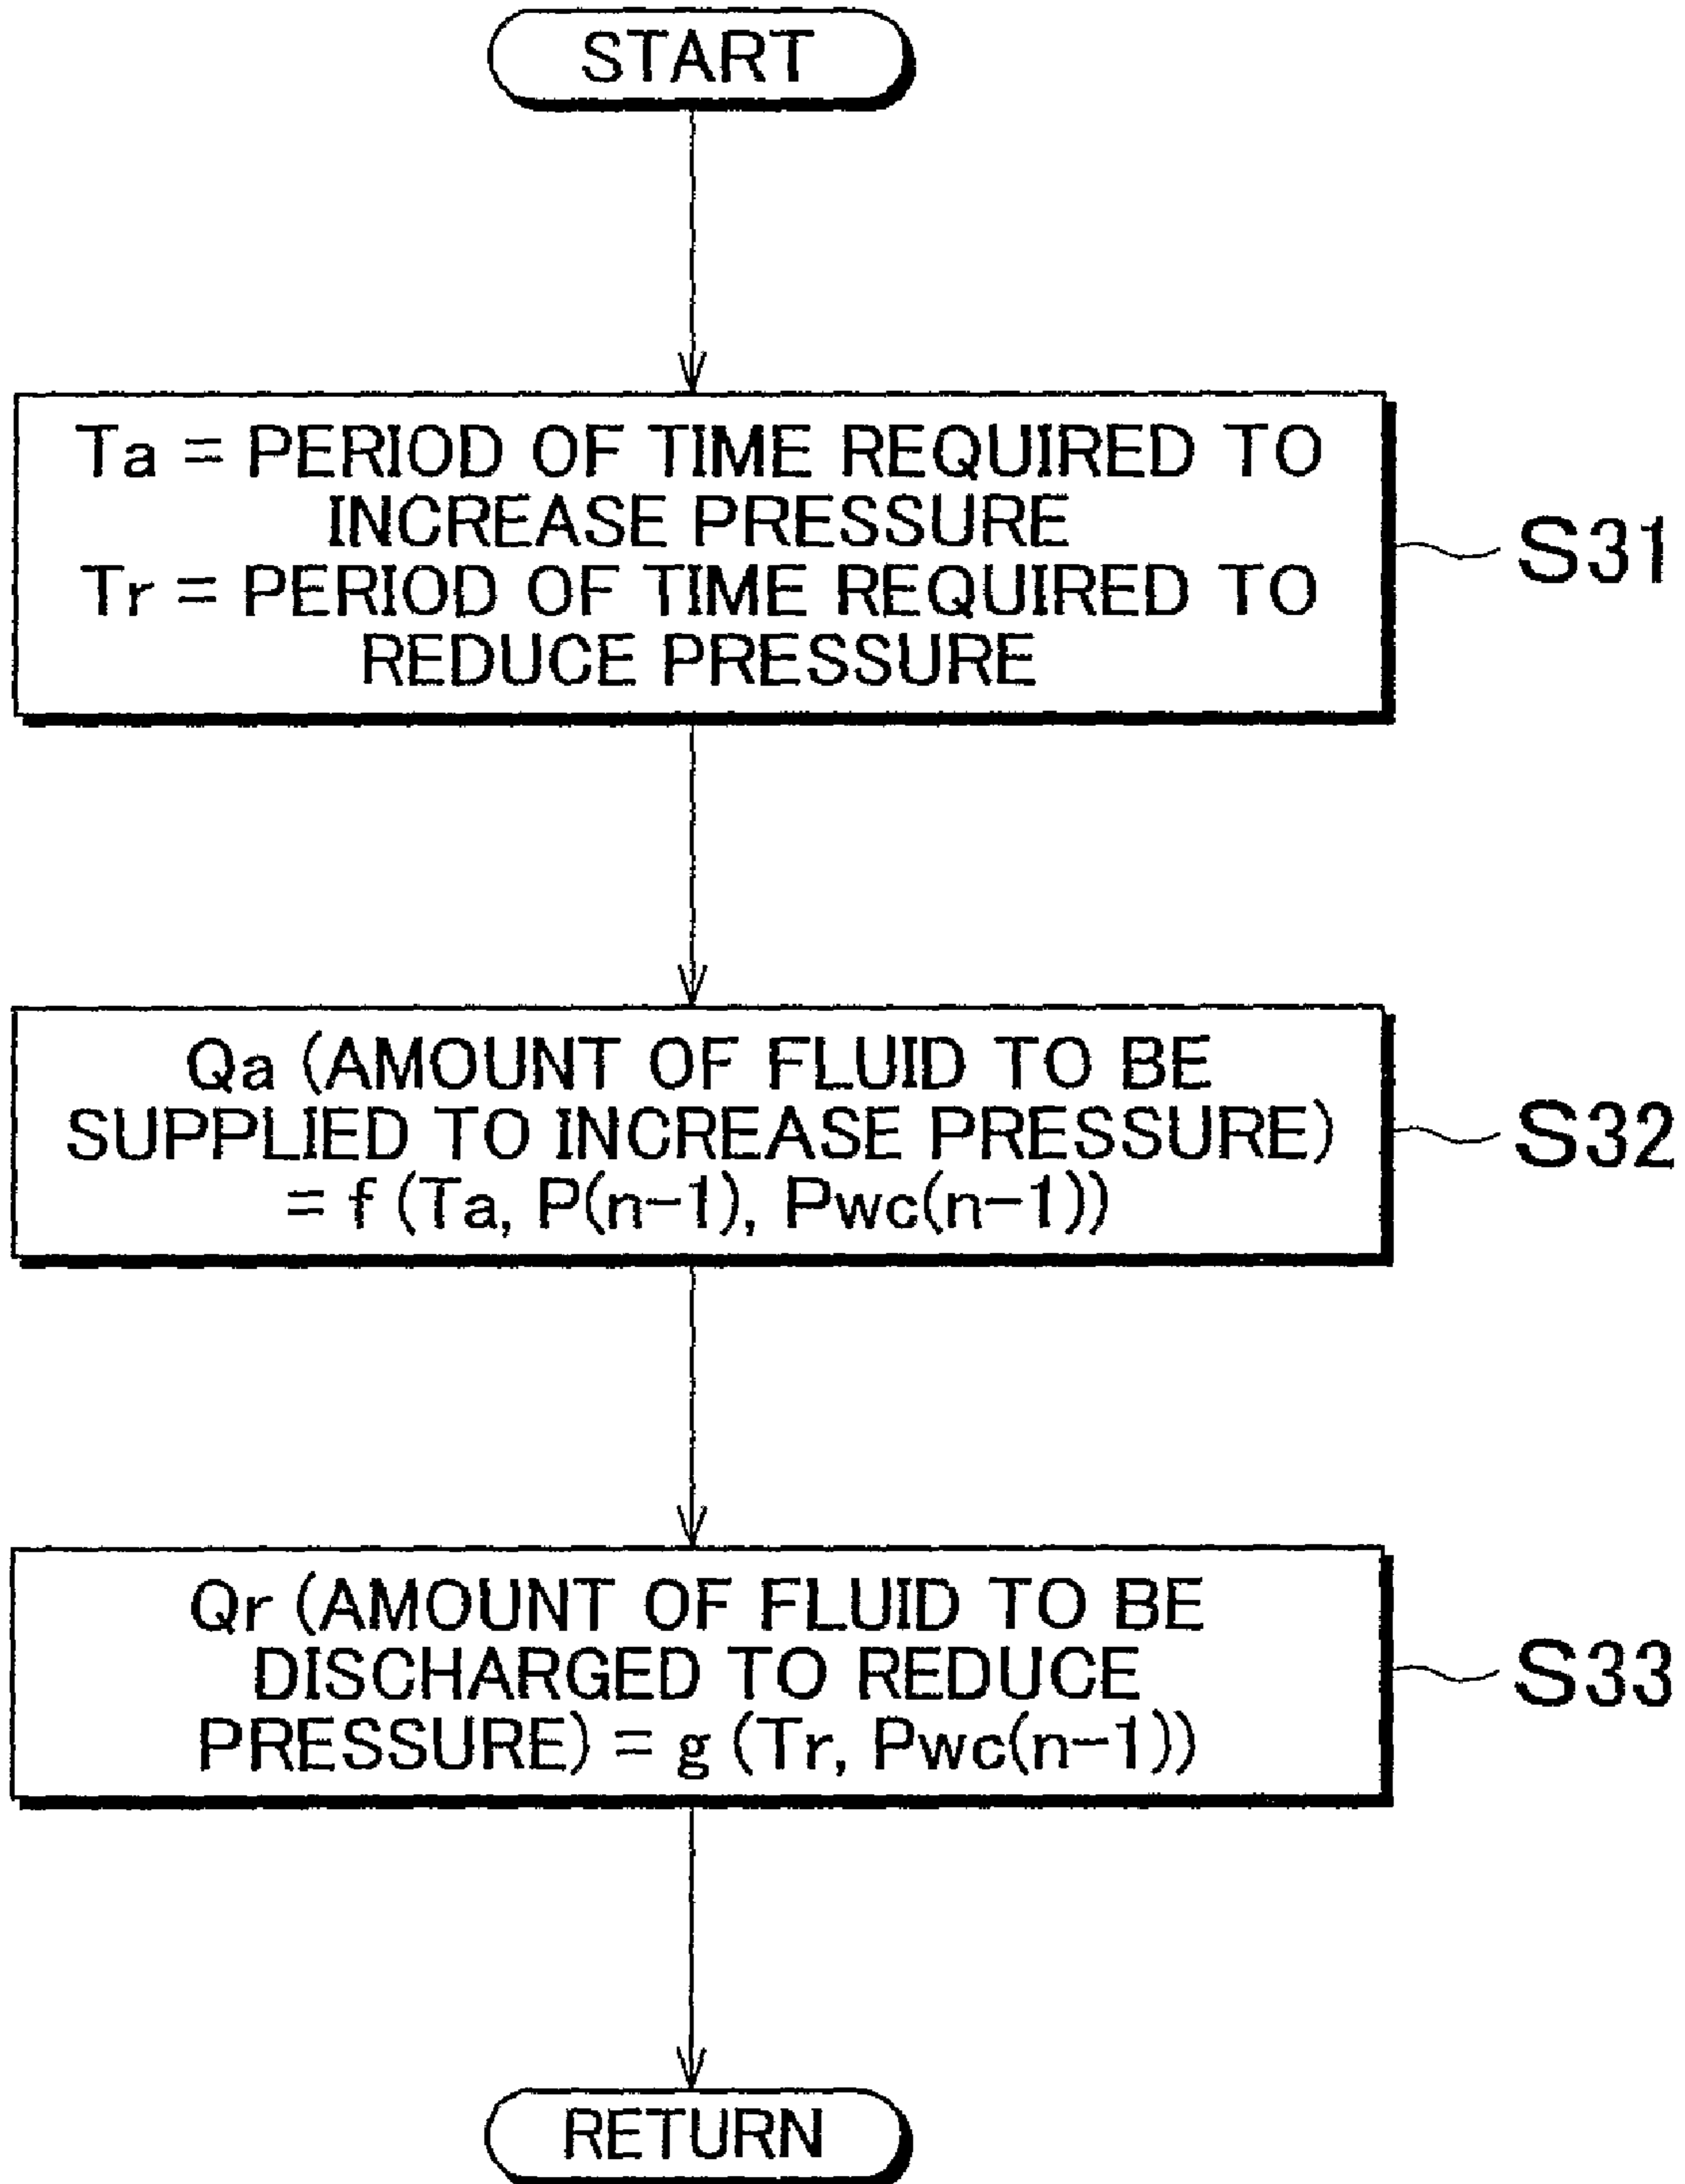 START
Ta = PERIOD OF TIME REQUIRED TO
INCREASE PRESSURE
Tr = PERIOD OF TIME REQUIRED TO
REDUCE PRESSURE
S31
Qa (AMOUNT OF FLUID TO BE
SUPPLIED TO INCREASE PRESSURE)
= f (Ta, P(n-1), Pwc(n-1))
S32
Qr (AMOUNT OF FLUID TO BE
DISCHARGED TO REDUCE
PRESSURE) = g (Tr, Pwc(n-1))
S33
RETURN